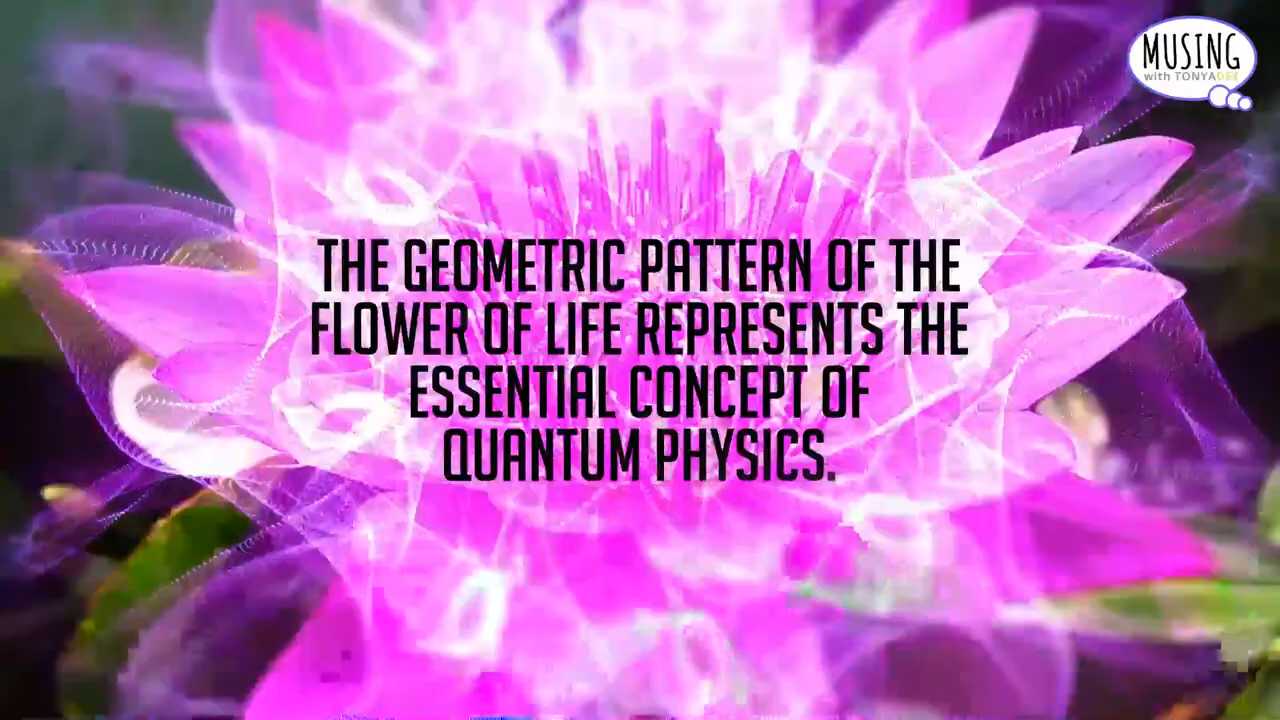 MUSING
with TONYADEE
THE GEOMETRIC PATTERN OF THE
FLOWER OF LIFE REPRESENTS THE
ESSENTIAL CONCEPT OF
QUANTUM PHYSICS.